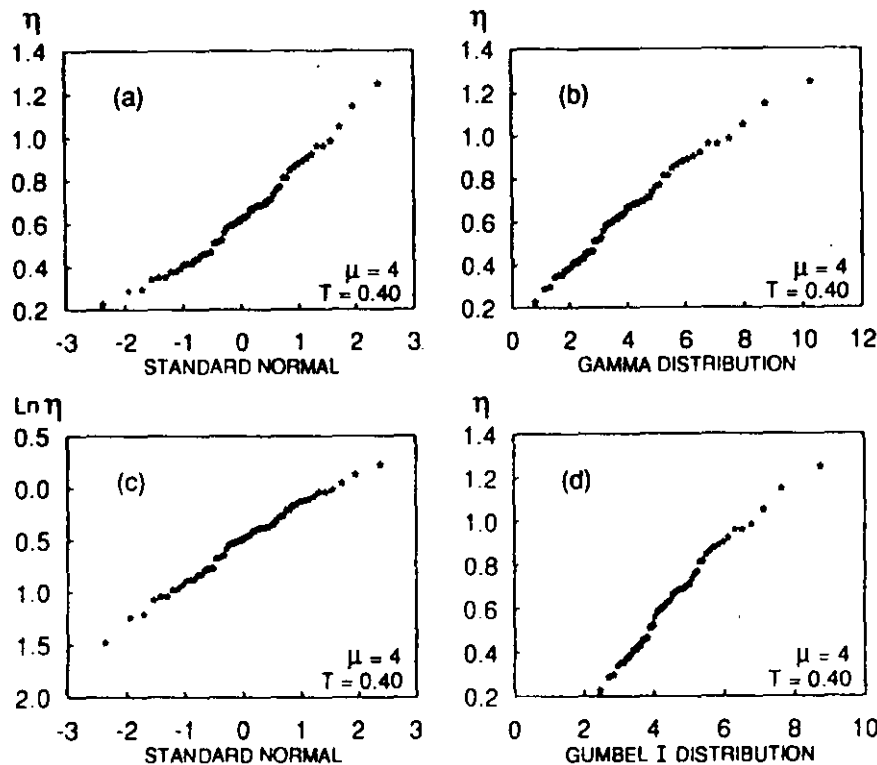 η
1.4
1.2
1.0
0.8
0.6
0.4
0.2
(a)
μ = 4
T = 0.40
-3 -2 -1 0 1 2 3
STANDARD NORMAL
η
1.4
1.2
1.0
0.8
0.6
0.4
0.2
(b)
μ = 4
T = 0.40
0 2 4 6 8 10 12
GAMMA DISTRIBUTION
Ln η
0.5
0.0
0.5
1.0
1.5
2.0
(c)
μ = 4
T = 0.40
-3 -2 -1 0 1 2 3
STANDARD NORMAL
η
1.4
1.2
1.0
0.8
0.6
0.4
0.2
(d)
μ = 4
T = 0.40
0 2 4 6 8 10
GUMBEL I DISTRIBUTION